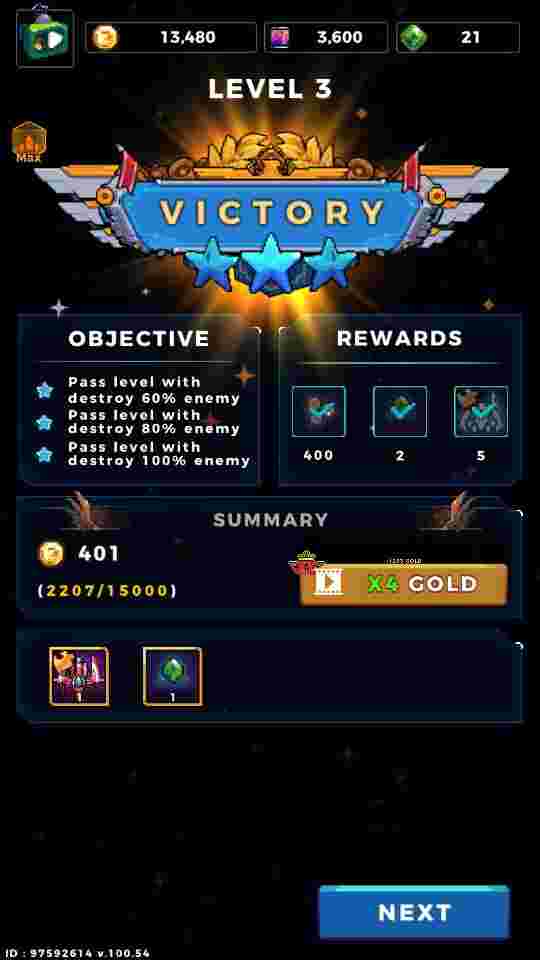 13,480
3,600
21
LEVEL 3
Max
VICTORY
OBJECTIVE
REWARDS
Pass level with
destroy 60% enemy
Pass level with
destroy 80% enemy
Pass level with
destroy 100% enemy
400
2
5
SUMMARY
401
(2207/15000)
X4 GOLD
1
1
NEXT
ID : 97592614 v.100.54